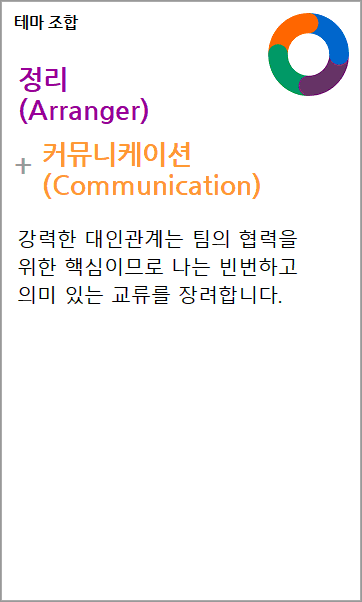 테마 조합
정리
(Arranger)
+ 커뮤니케이션
(Communication)
강력한 대인관계는 팀의 협력을
위한 핵심이므로 나는 빈번하고
의미 있는 교류를 장려합니다.